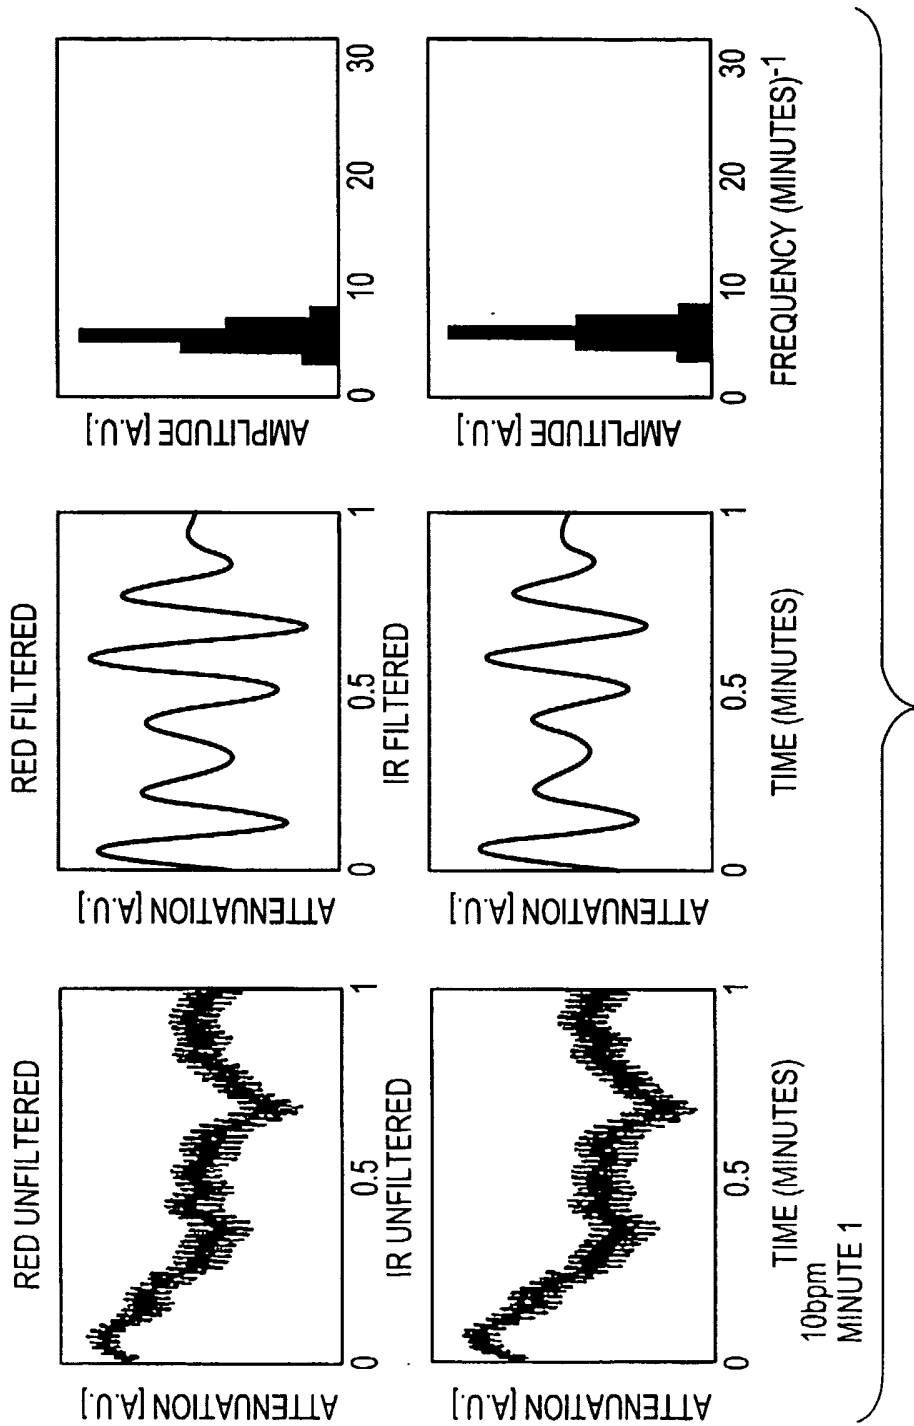 RED UNFILTERED
RED FILTERED
ATTENUATION [A.U.]
0 0.5 1
ATTENUATION [A.U.]
0 0.5 1
AMPLITUDE [A.U.]
0 10 20 30
IR UNFILTERED
IR FILTERED
ATTENUATION [A.U.]
0 0.5 1
ATTENUATION [A.U.]
0 0.5 1
AMPLITUDE [A.U.]
0 10 20 30
TIME (MINUTES)
TIME (MINUTES)
FREQUENCY (MINUTES)-1
10bpm
MINUTE 1